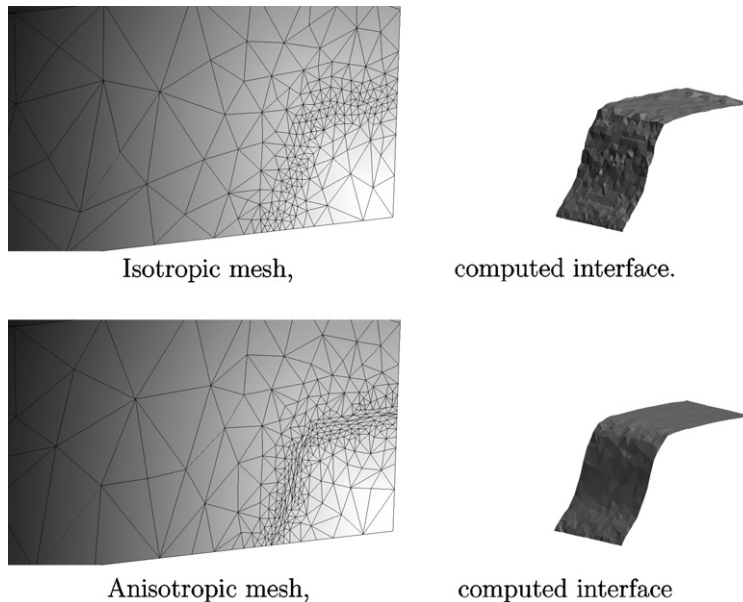 Isotropic mesh, computed interface.
Anisotropic mesh, computed interface